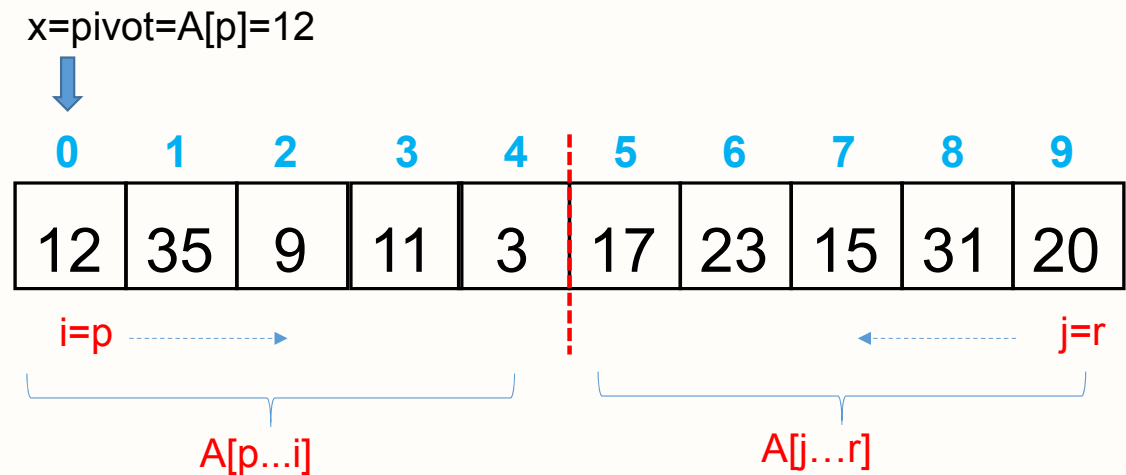 x=pivot=A[p]=12
0 1 2 3 4 5 6 7 8 9
12 35 9 11 3 17 23 15 31 20
i=p j=r
A[p...i] A[j...r]